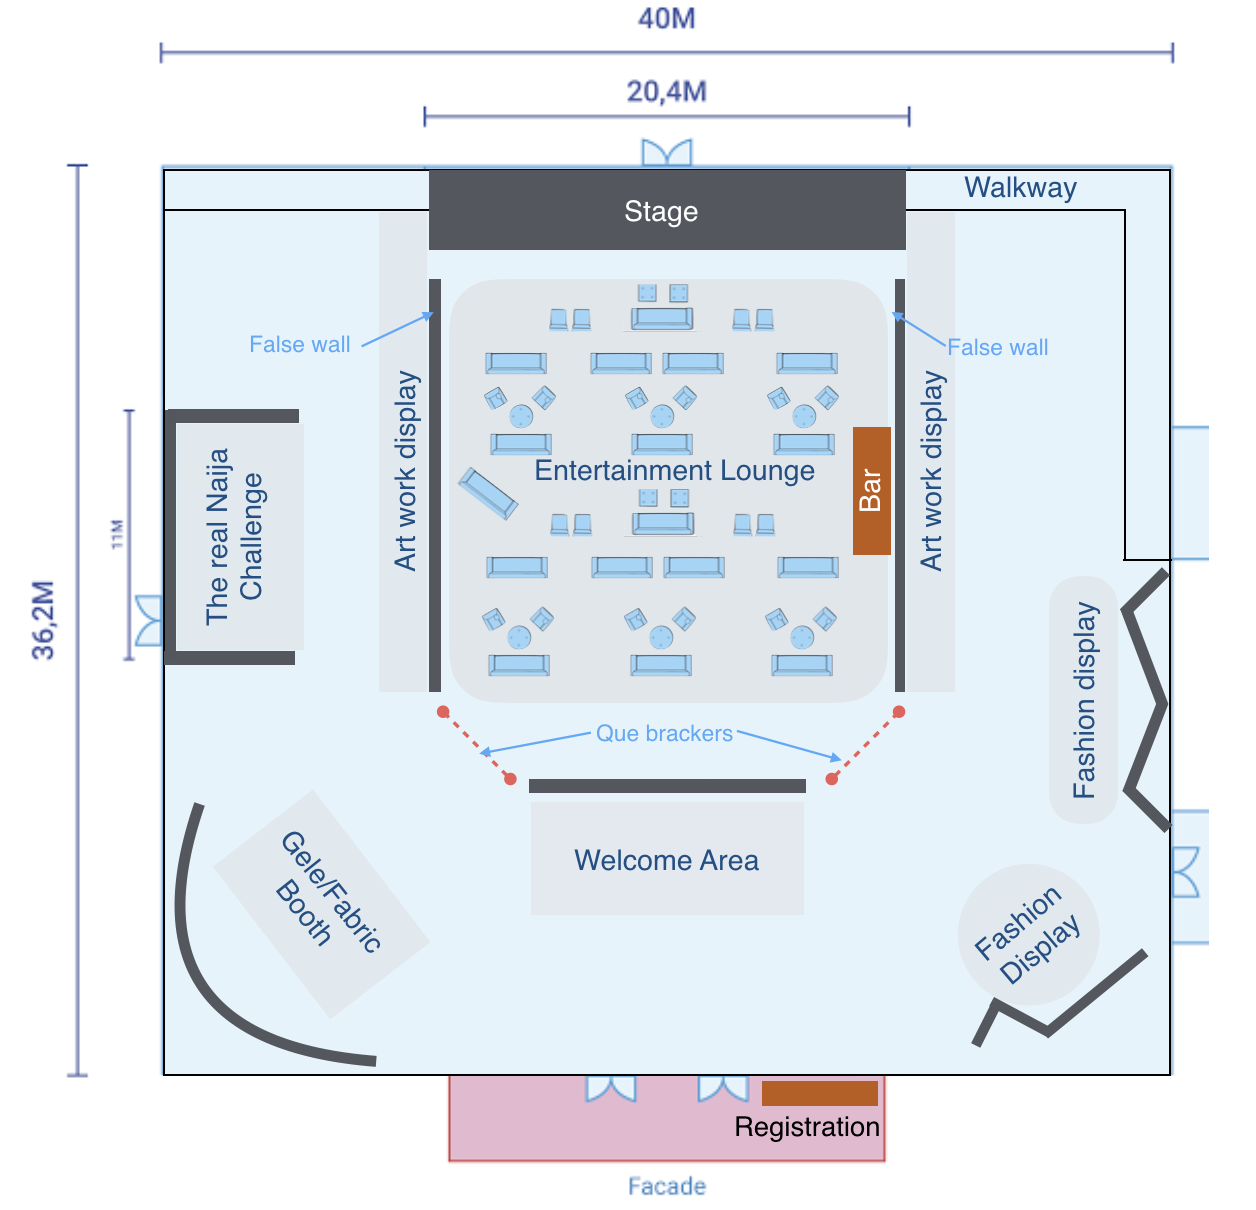 40M
20,4M
Walkway
Stage
False wall
False wall
Art work display
Art work display
Entertainment Lounge
Bar
The real Naija
Challenge
11M
36,2M
Fashion display
Que brackers
Welcome Area
Gele/Fabric
Booth
Fashion
Display
Registration
Facade